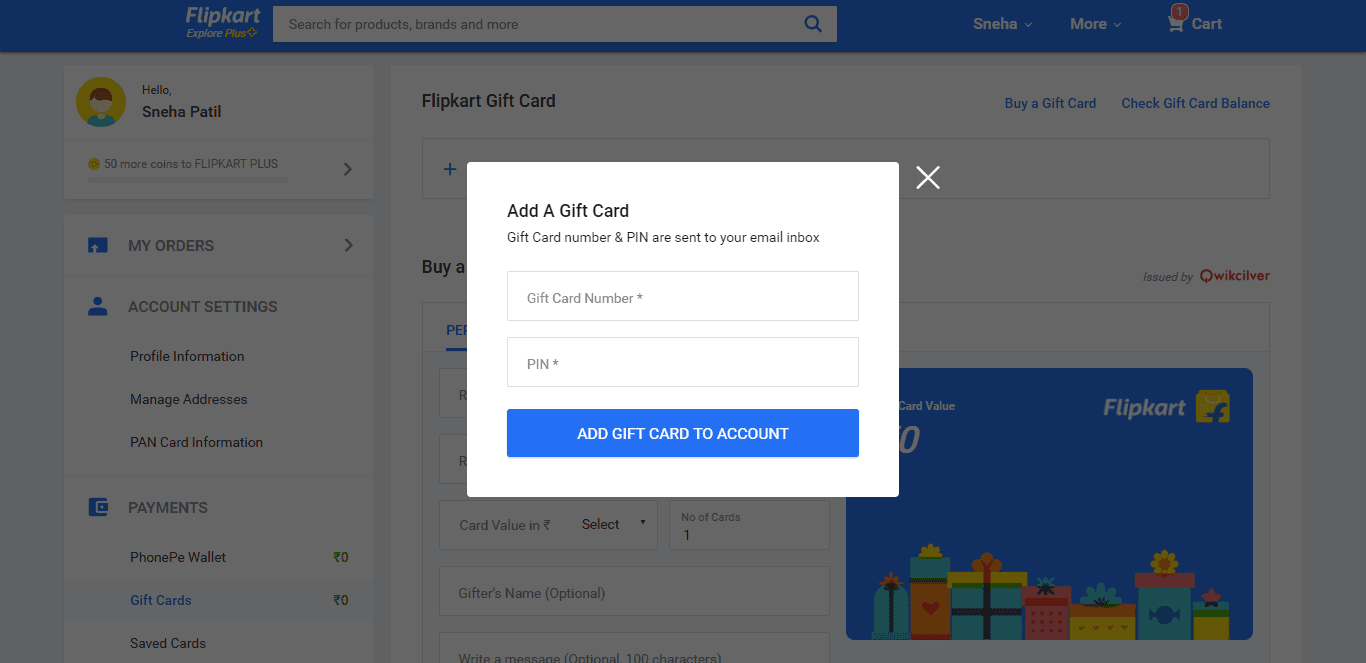 Flipkart
Explore Plus
Search for products, brands and more
Sneha
More
1
Cart
Hello,
Sneha Patil
50 more coins to FLIPKART PLUS
MY ORDERS
ACCOUNT SETTINGS
Profile Information
Manage Addresses
PAN Card Information
PAYMENTS
PhonePe Wallet ₹0
Gift Cards ₹0
Saved Cards
Flipkart Gift Card
Buy a Gift Card
Check Gift Card Balance
+
Add A Gift Card
Gift Card number & PIN are sent to your email inbox
Gift Card Number *
PIN *
ADD GIFT CARD TO ACCOUNT
Buy a
Issued by Qwikcilver
Card Value in ₹ Select
No of Cards
1
Gifter's Name (Optional)
Write a message (Optional, 100 characters)
Card Value
0
Flipkart